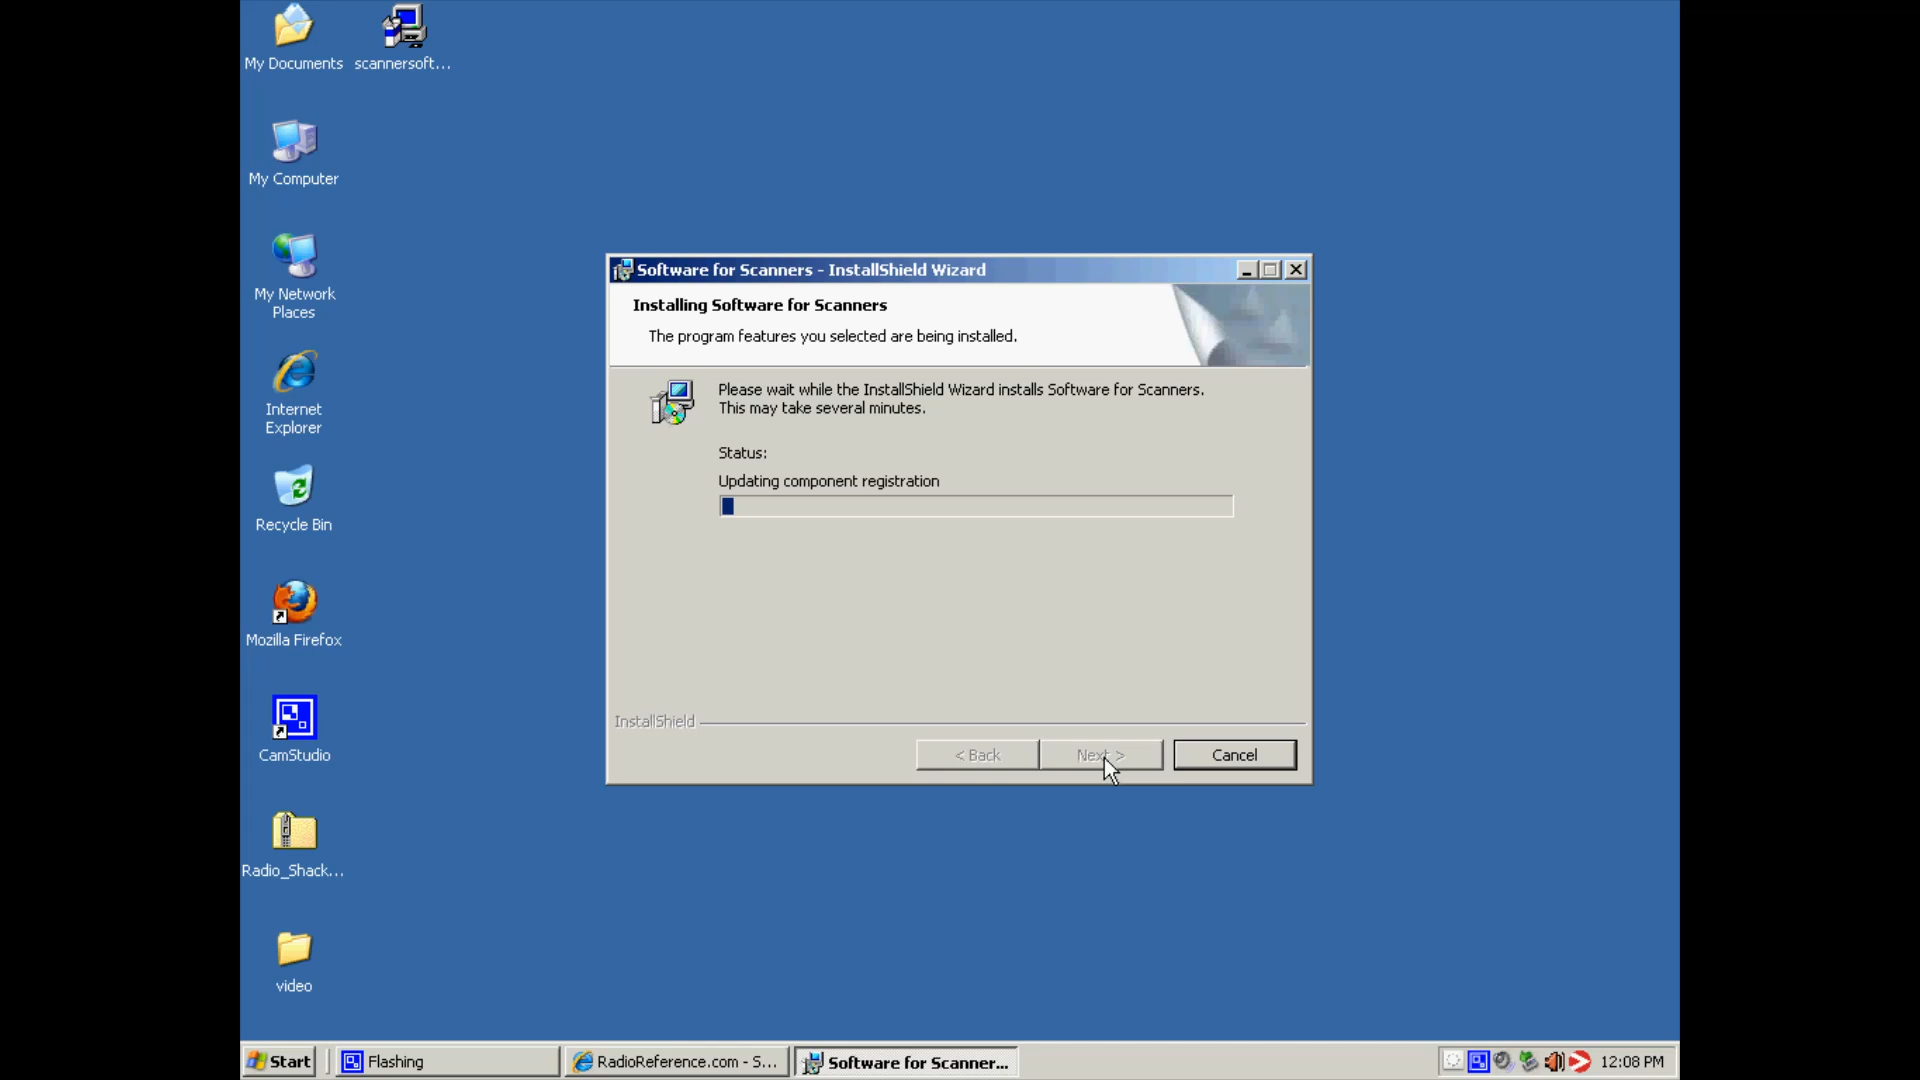 My Documents
scannersoft...
My Computer
My Network
Places
Internet
Explorer
Recycle Bin
Mozilla Firefox
CamStudio
Radio_Shack...
video
Software for Scanners - InstallShield Wizard
Installing Software for Scanners
The program features you selected are being installed.
Please wait while the InstallShield Wizard installs Software for Scanners.
This may take several minutes.
Status:
Updating component registration
InstallShield
< Back
Next >
Cancel
Start
Flashing
RadioReference.com - S...
Software for Scanner...
12:08 PM